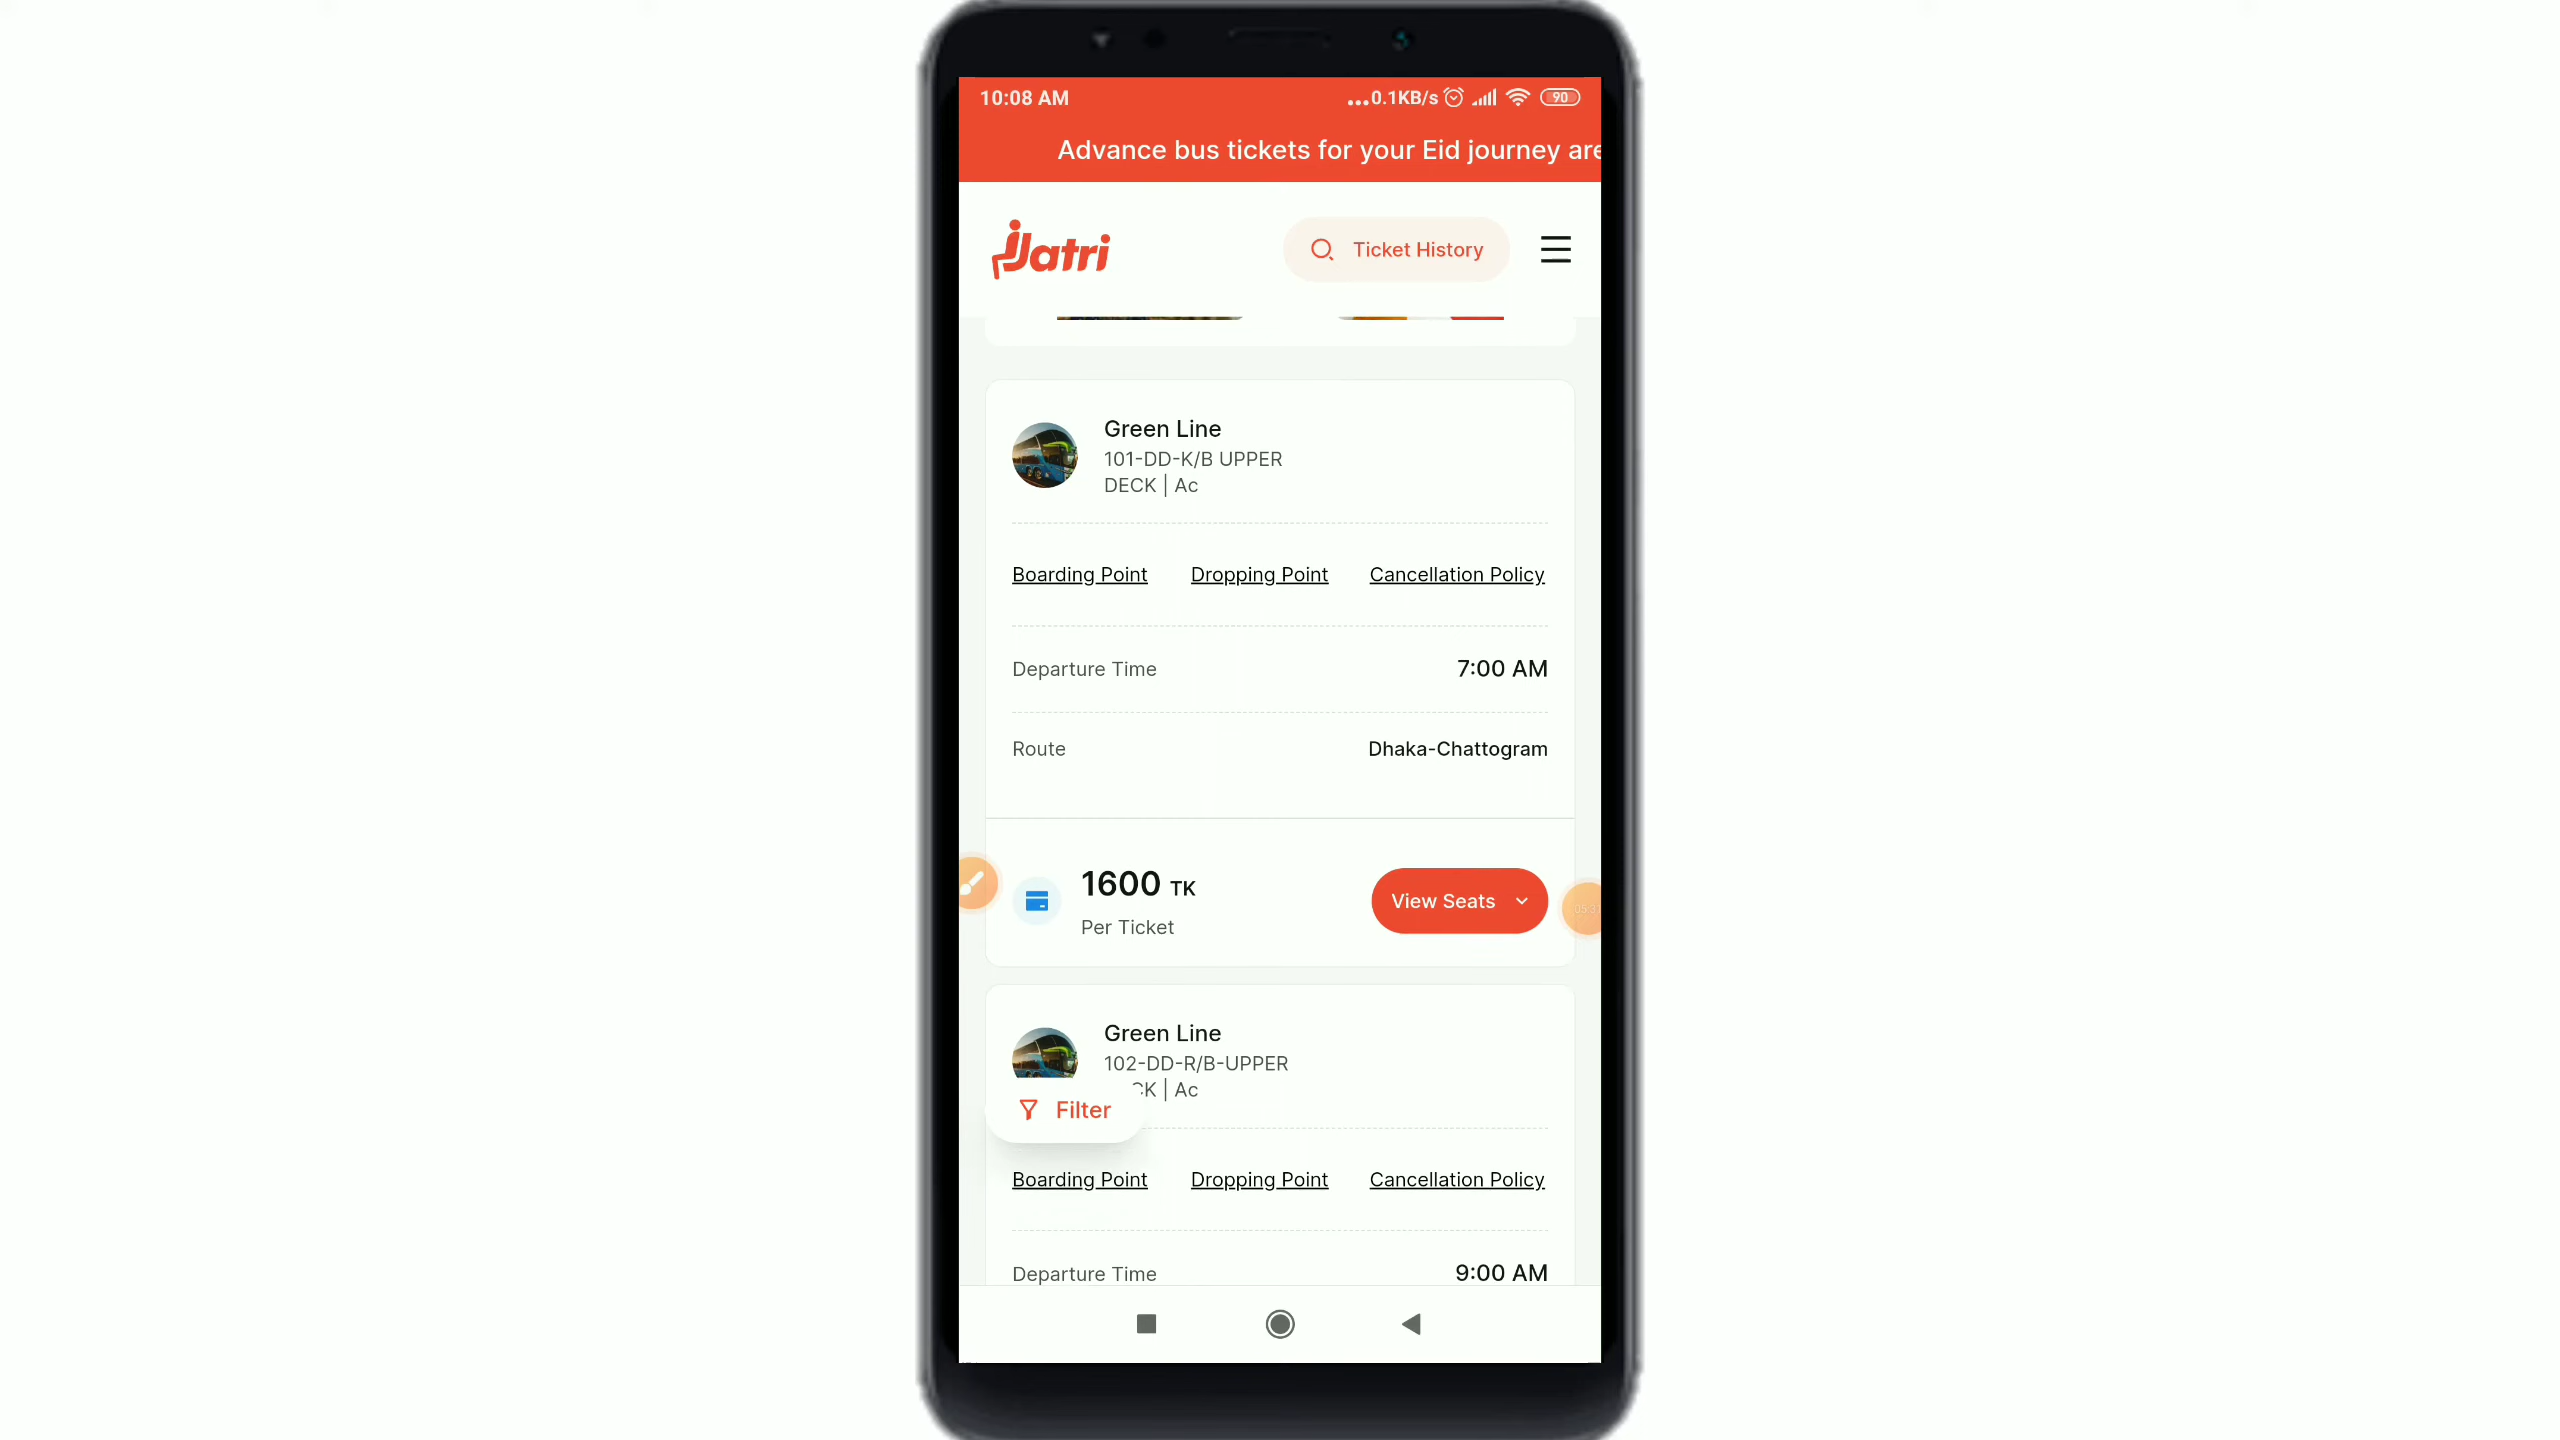 10:08 AM ...0.1KB/s 90
Advance bus tickets for your Eid journey are
Jatri Ticket History
Green Line
101-DD-K/B UPPER
DECK | Ac
Boarding Point Dropping Point Cancellation Policy
Departure Time 7:00 AM
Route Dhaka-Chattogram
1600 TK View Seats
Per Ticket
Green Line
102-DD-R/B-UPPER
CK | Ac
Filter
Boarding Point Dropping Point Cancellation Policy
Departure Time 9:00 AM